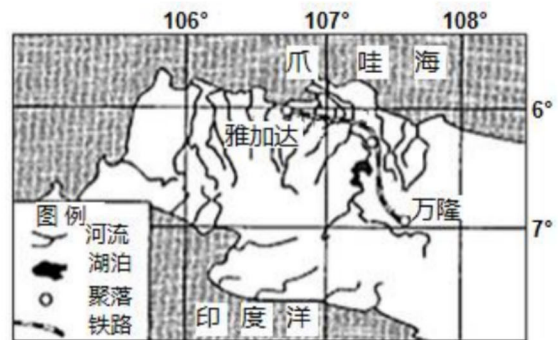 106° 107° 108°
爪 哇 海
6°
雅加达
万隆
7°
图 例
河流
湖泊
聚落
铁路
印 度 洋